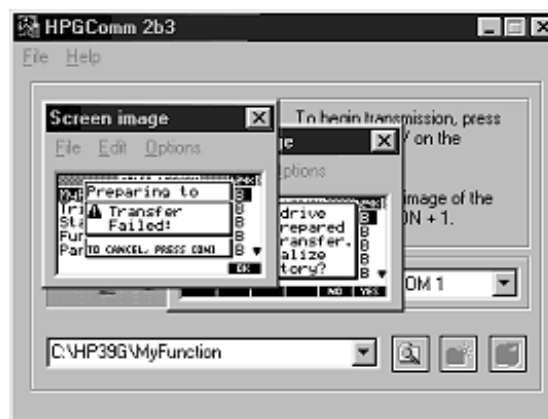 HPGComm 2b3
File Help
To begin transmission, press
on the
image of the
ON + 1.
Screen image
File Edit Options
Preparing to
Transfer
Failed!
TO CANCEL, PRESS CONI
OK
ge
ptions
drive
repared
ransfer.
alize
tory?
NO YES
OM 1
C:\HP39G\MyFunction